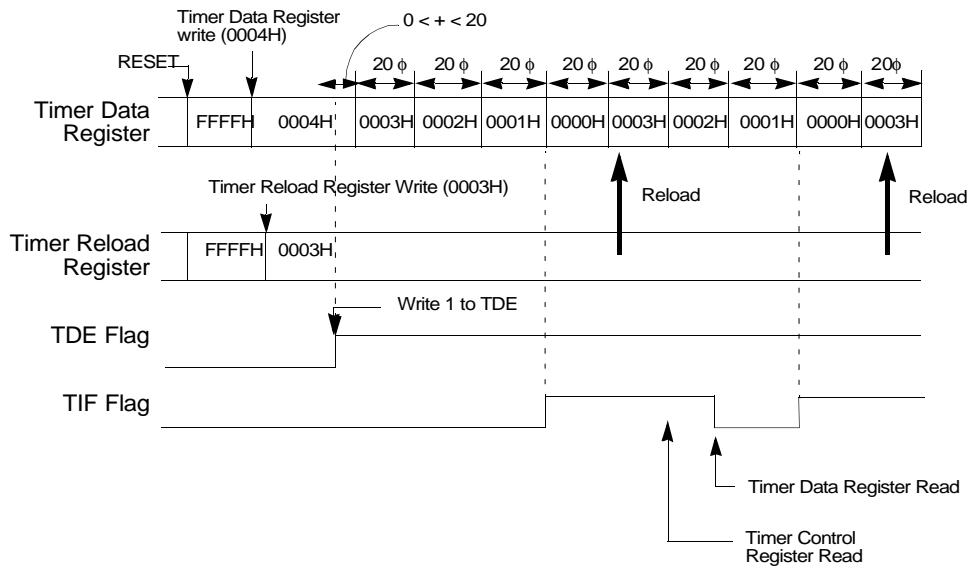 Timer Data Register
write (0004H)
0 < + < 20
RESET
20 ϕ 20 ϕ 20 ϕ 20 ϕ 20 ϕ 20 ϕ 20 ϕ 20 ϕ 20ϕ
Timer Data
Register
FFFFH 0004H 0003H 0002H 0001H 0000H 0003H 0002H 0001H 0000H 0003H
Timer Reload Register Write (0003H)
Reload
Reload
Timer Reload
Register
FFFFH 0003H
Write 1 to TDE
TDE Flag
TIF Flag
Timer Data Register Read
Timer Control
Register Read